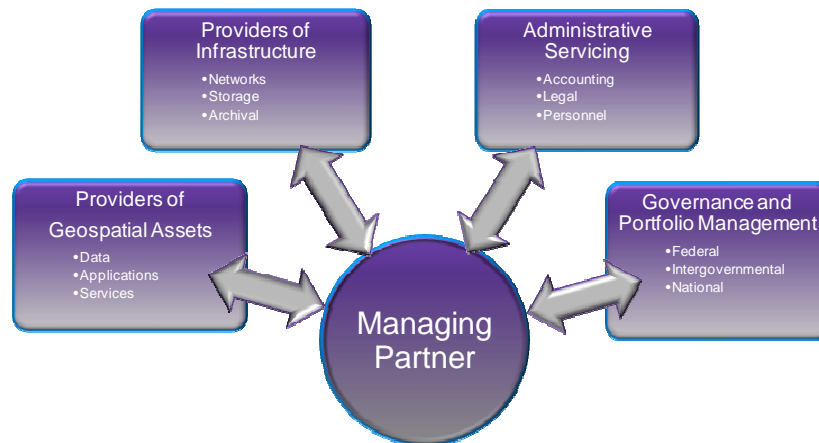 Providers of
Infrastructure
•Networks
•Storage
•Archival
Administrative
Servicing
•Accounting
•Legal
•Personnel
Providers of
Geospatial Assets
•Data
•Applications
•Services
Governance and
Portfolio Management
•Federal
•Intergovernmental
•National
Managing
Partner